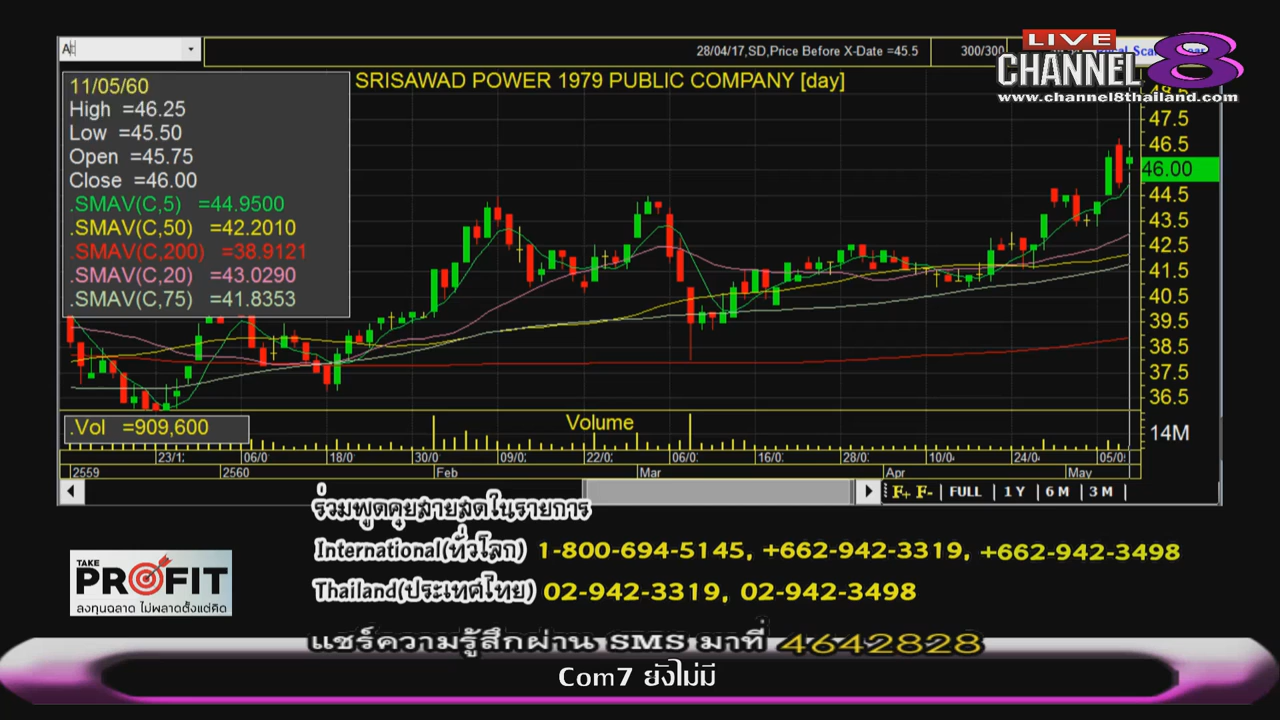 At
28/04/17,SD,Price Before X-Date =45.5
300/300
LIVE
CHANNEL 8
www.channel8thailand.com
SRISAWAD POWER 1979 PUBLIC COMPANY [day]
11/05/60
High =46.25
Low =45.50
Open =45.75
Close =46.00
.SMAV(C,5) =44.9500
.SMAV(C,50) =42.2010
.SMAV(C,200) =38.9121
.SMAV(C,20) =43.0290
.SMAV(C,75) =41.8353
48.5
47.5
46.5
46.00
44.5
43.5
42.5
41.5
40.5
39.5
38.5
37.5
36.5
.Vol =909,600
Volume
14M
23/1: 06/0 18/0 30/0 09/0: 22/0: 06/0: 16/0: 28/0: 10/0 24/0 05/0
2559 2560 Feb Mar Apr May
F+ F- FULL 1 Y 6 M 3 M
ร่วมพูดคุยสายสดในรายการ
International(ทั่วโลก) 1-800-694-5145, +662-942-3319, +662-942-3498
Thailand(ประเทศไทย) 02-942-3319, 02-942-3498
TAKE
PROFIT
ลงทุนฉลาด ไม่พลาดตั้งแต่คิด
แชร์ความรู้สึกผ่าน SMS มาที่ 4642828
Com7 ยังไม่มี